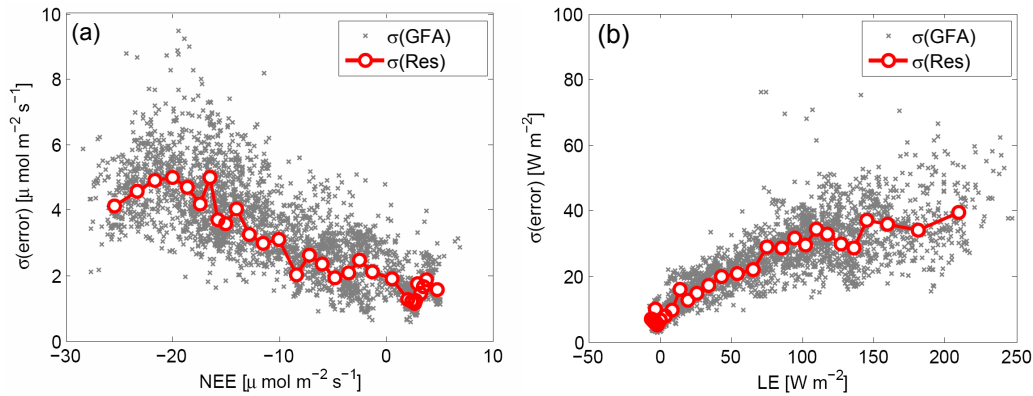 (a)
σ(GFA)
σ(Res)
10
8
6
4
2
0
σ(error) [μ mol m⁻² s⁻¹]
−30
−20
−10
0
10
NEE [μ mol m⁻² s⁻¹]
(b)
σ(GFA)
σ(Res)
100
80
60
40
20
0
σ(error) [W m⁻²]
−50
0
50
100
150
200
250
LE [W m⁻²]